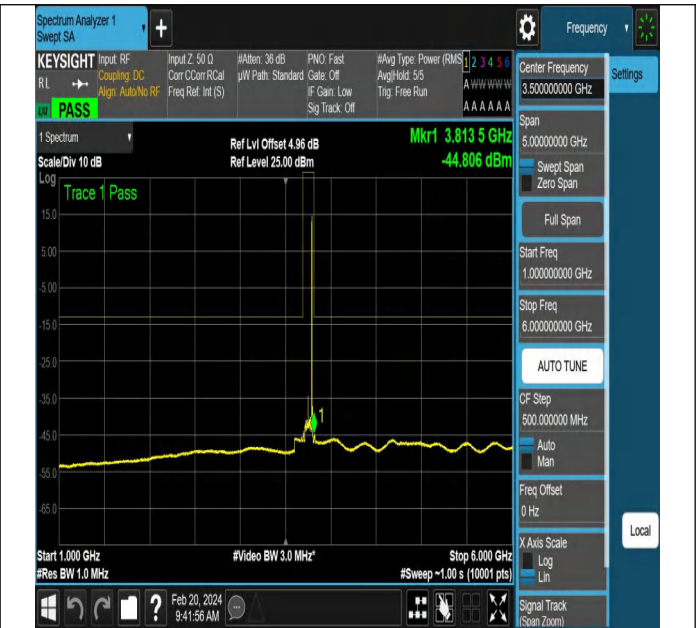 Spectrum Analyzer 1
Swept SA
Frequency
KEYSIGHT
RL
PASS
Input: RF
Coupling: DC
Align: Auto/No RF
Input Z: 50 Ω
Corr CCorr RCal
Freq Ref: Int (S)
#Atten: 36 dB
µW Path: Standard
PNO: Fast
Gate: Off
IF Gain: Low
Sig Track: Off
#Avg Type: Power (RMS
Avg|Hold: 5/5
Trig: Free Run
1 2 3 4 5 6
A W W W W W
A A A A A A
Center Frequency
3.500000000 GHz
Settings
Span
5.00000000 GHz
Swept Span
Zero Span
Full Span
Start Freq
1.000000000 GHz
Stop Freq
6.000000000 GHz
AUTO TUNE
CF Step
500.000000 MHz
Auto
Man
Freq Offset
0 Hz
X Axis Scale
Log
Lin
Signal Track
(Span Zoom)
Local
1 Spectrum
Scale/Div 10 dB
Ref Lvl Offset 4.96 dB
Ref Level 25.00 dBm
Mkr1 3.813 5 GHz
-44.806 dBm
Log
Trace 1 Pass
15.0
5.00
-5.00
-15.0
-25.0
-35.0
-45.0
-55.0
-65.0
1
Start 1.000 GHz
#Res BW 1.0 MHz
#Video BW 3.0 MHz*
Stop 6.000 GHz
#Sweep ~1.00 s (10001 pts)
?
Feb 20, 2024
9:41:56 AM